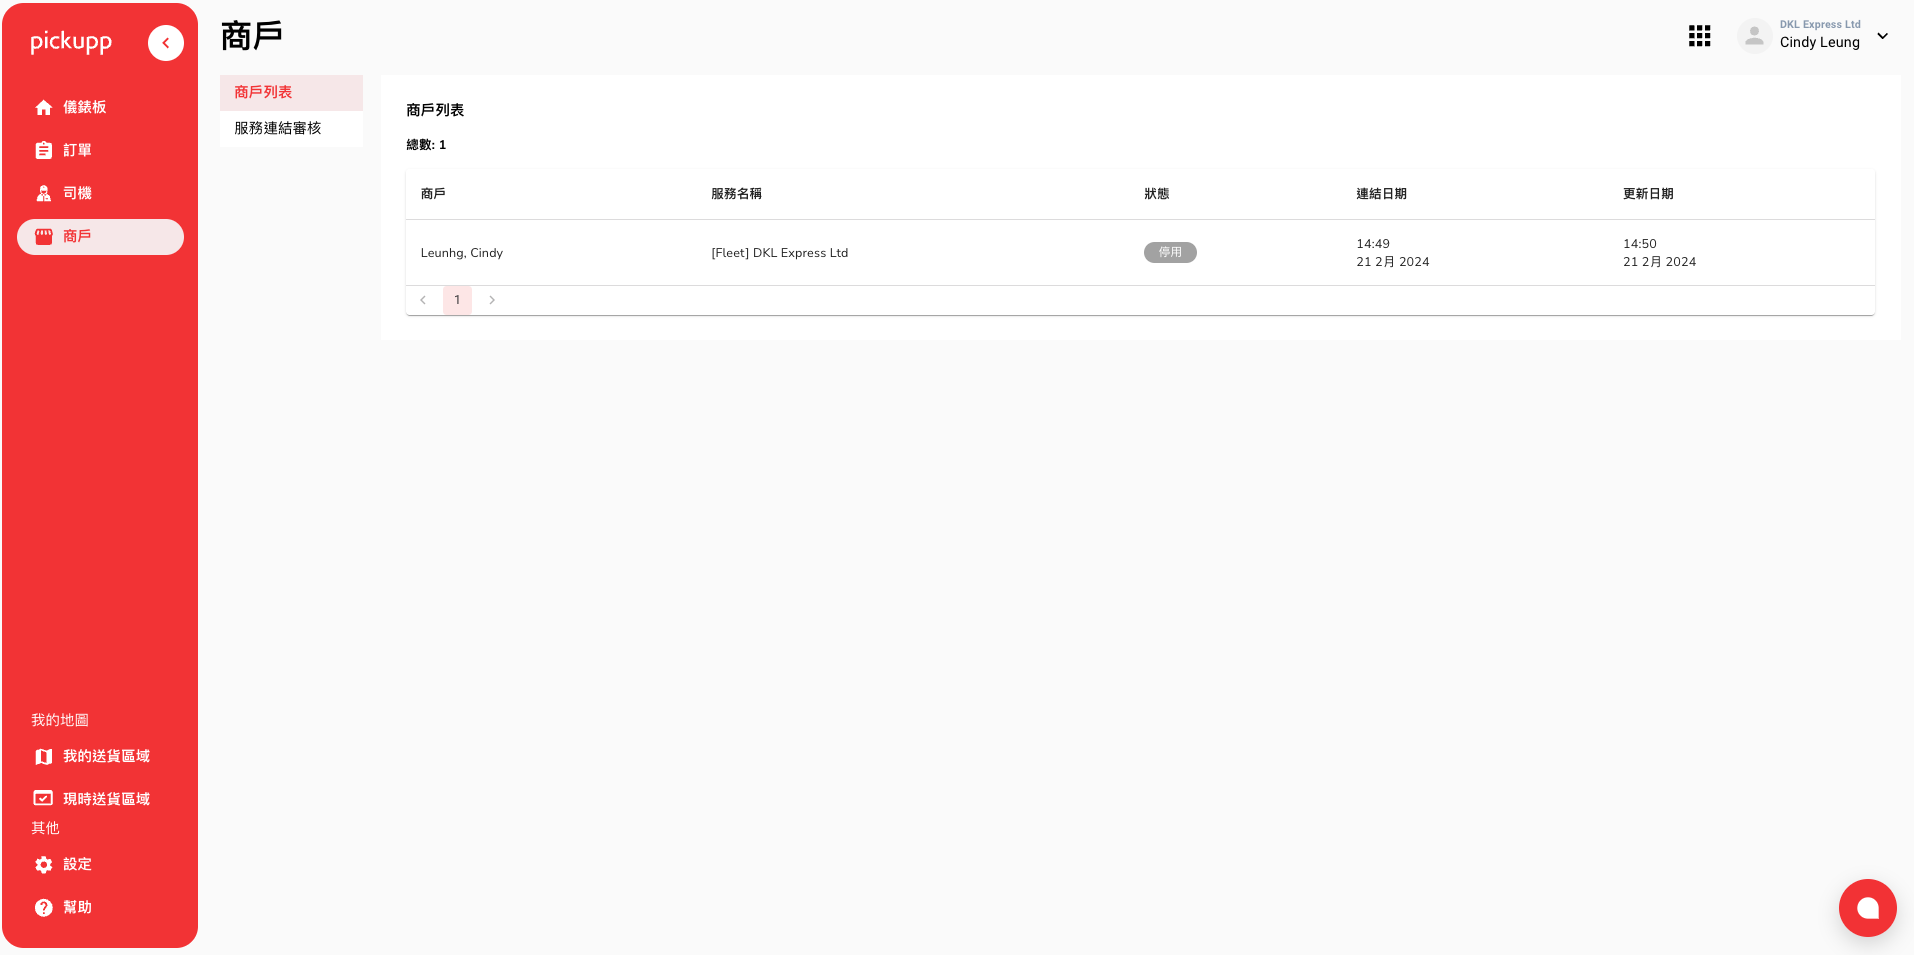 pickupp
儀錶板
訂單
司機
商戶
我的地圖
我的送貨區域
現時送貨區域
其他
設定
幫助
商戶
DKL Express Ltd
Cindy Leung
商戶列表
服務連結審核
商戶列表
總數: 1
商戶 服務名稱 狀態 連結日期 更新日期
Leunhg, Cindy [Fleet] DKL Express Ltd 停用 14:49 14:50
21 2月 2024 21 2月 2024
1